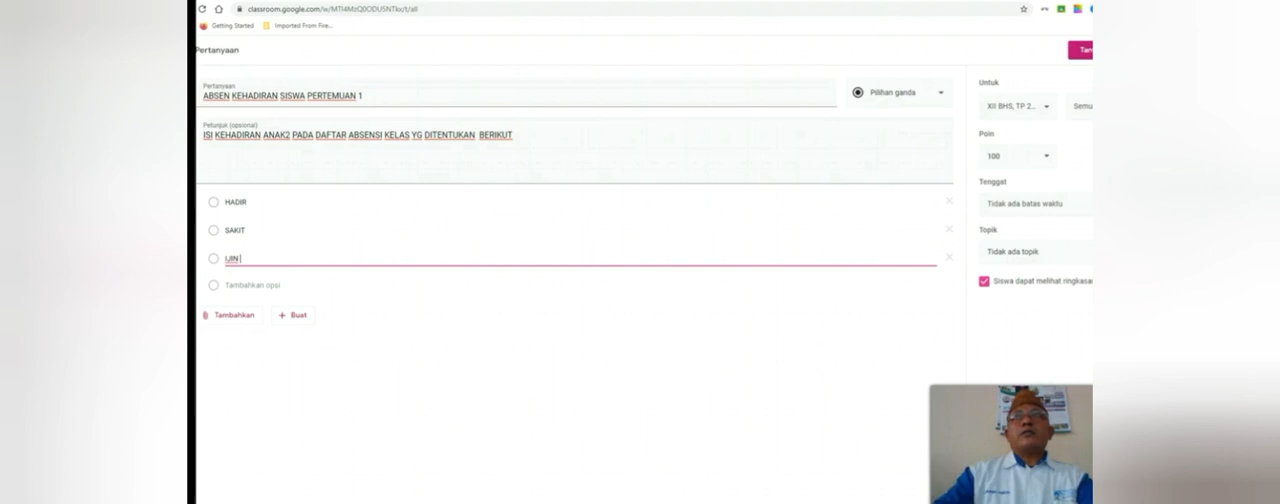 classroom.google.com/w/MTI4MzQ0ODU5NTkx/t/all
Getting Started
Imported From Fire...
Pertanyaan
Tan
Pertanyaan
ABSEN KEHADIRAN SISWA PERTEMUAN 1
Pilihan ganda
Petunjuk (opsional)
ISI KEHADIRAN ANAK2 PADA DAFTAR ABSENSI KELAS YG DITENTUKAN BERIKUT
HADIR
SAKIT
IJIN
Tambahkan opsi
Tambahkan
Buat
Untuk
XII BHS, TP 2...
Semu
Poin
100
Tenggat
Tidak ada batas waktu
Topik
Tidak ada topik
Siswa dapat melihat ringkasan